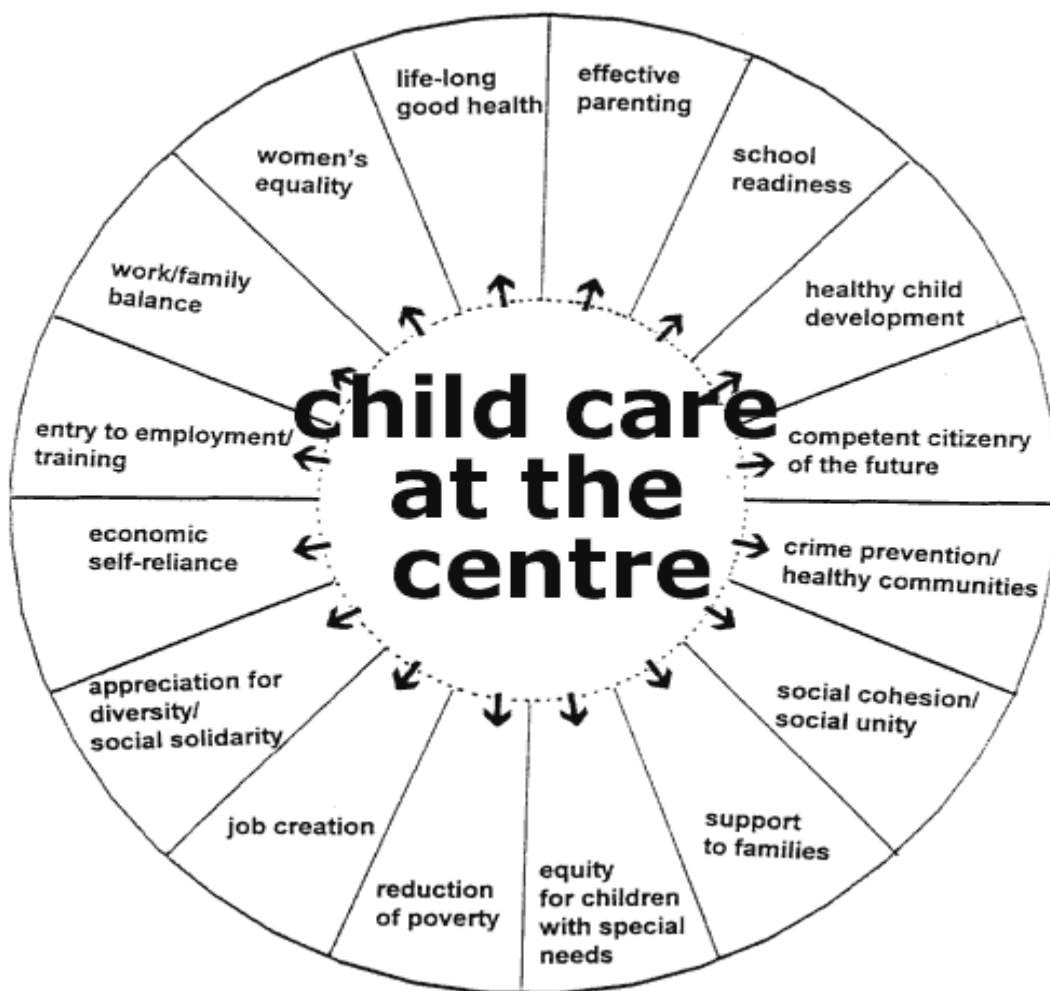 life-long
good health
effective
parenting
school
readiness
healthy child
development
competent citizenry
of the future
crime prevention/
healthy communities
social cohesion/
social unity
support
to families
equity
for children
with special
needs
reduction
of poverty
job creation
appreciation for
diversity/
social solidarity
economic
self-reliance
entry to employment/
training
work/family
balance
women's
equality
child care
at the
centre